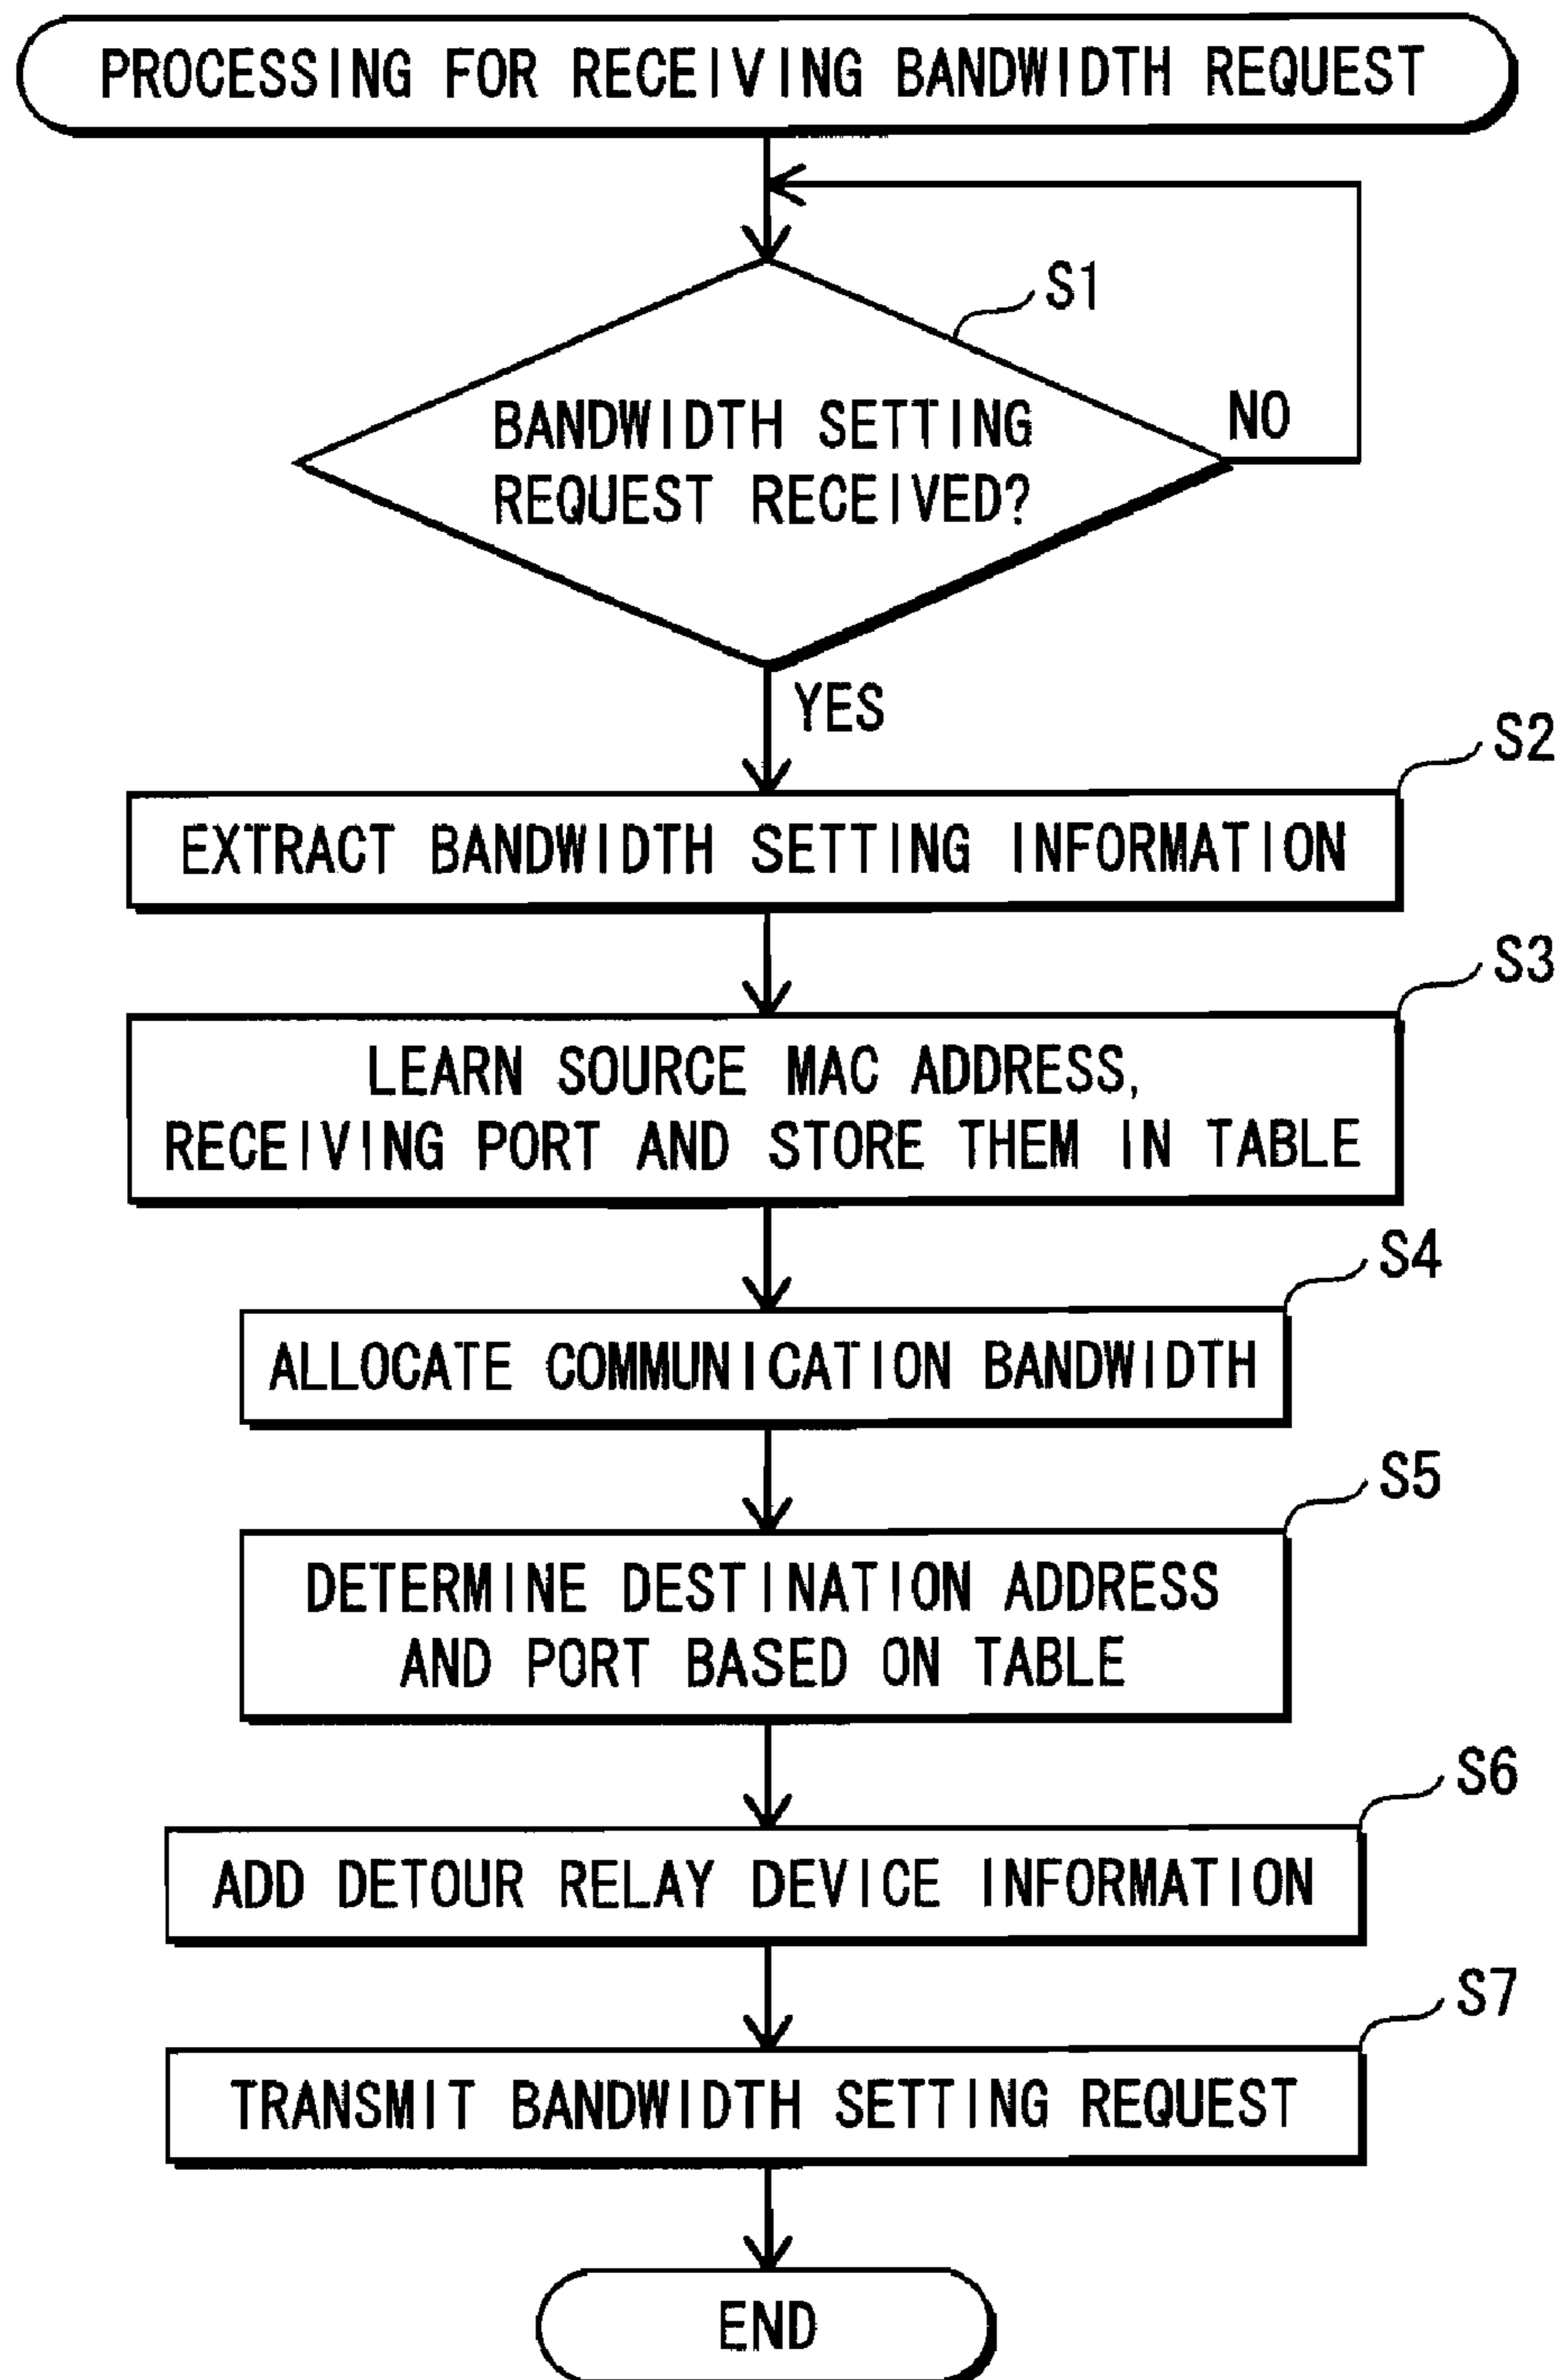 PROCESSING FOR RECEIVING BANDWIDTH REQUEST
S1
BANDWIDTH SETTING
REQUEST RECEIVED?
NO
YES
S2
EXTRACT BANDWIDTH SETTING INFORMATION
S3
LEARN SOURCE MAC ADDRESS,
RECEIVING PORT AND STORE THEM IN TABLE
S4
ALLOCATE COMMUNICATION BANDWIDTH
S5
DETERMINE DESTINATION ADDRESS
AND PORT BASED ON TABLE
S6
ADD DETOUR RELAY DEVICE INFORMATION
S7
TRANSMIT BANDWIDTH SETTING REQUEST
END